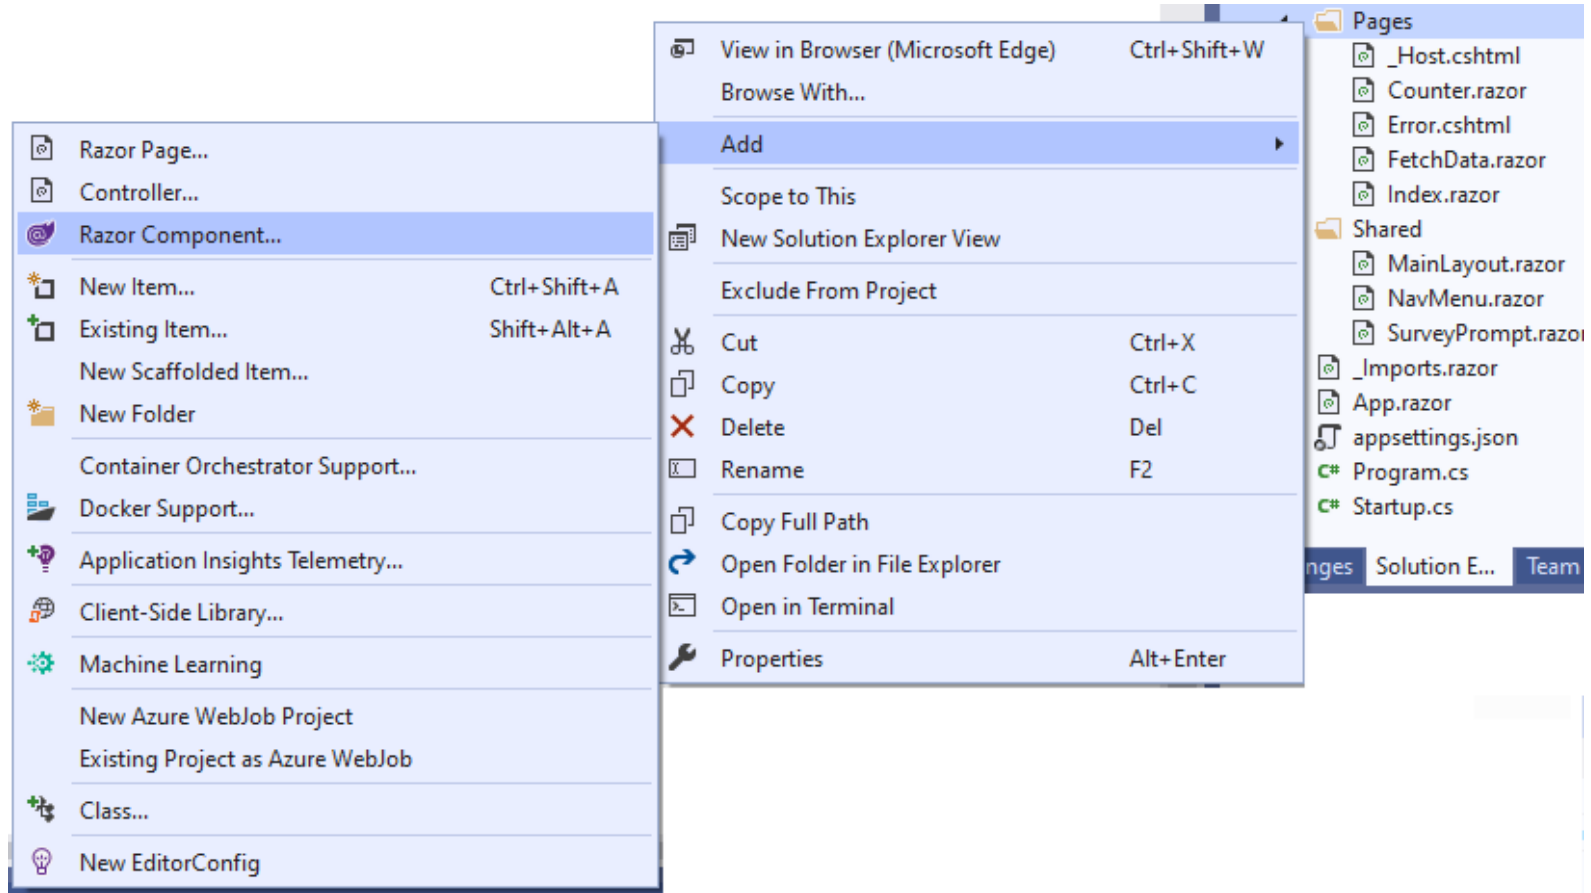 Razor Page...
Controller...
Razor Component...
New Item... Ctrl+Shift+A
Existing Item... Shift+Alt+A
New Scaffolded Item...
New Folder
Container Orchestrator Support...
Docker Support...
Application Insights Telemetry...
Client-Side Library...
Machine Learning
New Azure WebJob Project
Existing Project as Azure WebJob
Class...
New EditorConfig
View in Browser (Microsoft Edge) Ctrl+Shift+W
Browse With...
Add
Scope to This
New Solution Explorer View
Exclude From Project
Cut Ctrl+X
Copy Ctrl+C
Delete Del
Rename F2
Copy Full Path
Open Folder in File Explorer
Open in Terminal
Properties Alt+Enter
Pages
_Host.cshtml
Counter.razor
Error.cshtml
FetchData.razor
Index.razor
Shared
MainLayout.razor
NavMenu.razor
SurveyPrompt.razor
_Imports.razor
App.razor
appsettings.json
C# Program.cs
C# Startup.cs
nges Solution E... Team